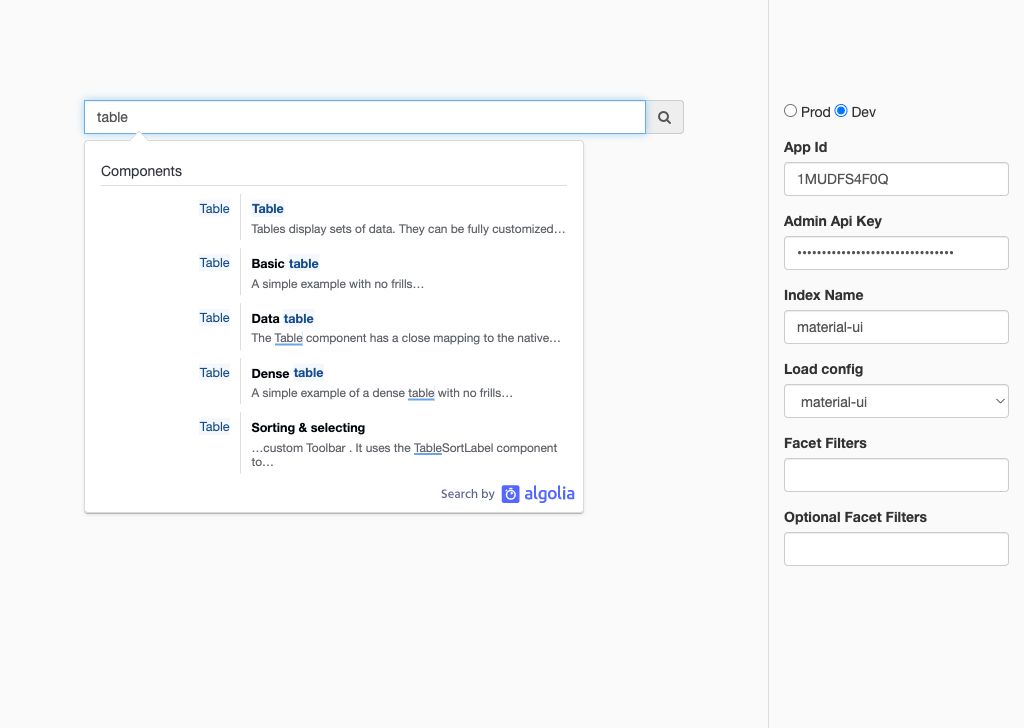 table
Components
Table
Table
Tables display sets of data. They can be fully customized…
Table
Basic table
A simple example with no frills…
Table
Data table
The Table component has a close mapping to the native…
Table
Dense table
A simple example of a dense table with no frills…
Table
Sorting & selecting
…custom Toolbar . It uses the TableSortLabel component
to…
Search by algolia
Prod Dev
App Id
1MUDFS4F0Q
Admin Api Key
••••••••••••••••••••••••••••••••
Index Name
material-ui
Load config
material-ui
Facet Filters
Optional Facet Filters